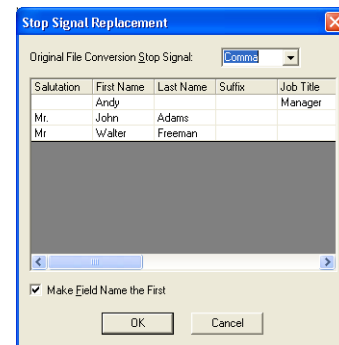 Stop Signal Replacement
Original File Conversion Stop Signal: Comma
Salutation First Name Last Name Suffix Job Title
Andy Manager
Mr. John Adams
Mr Walter Freeman
Make Field Name the First
OK Cancel